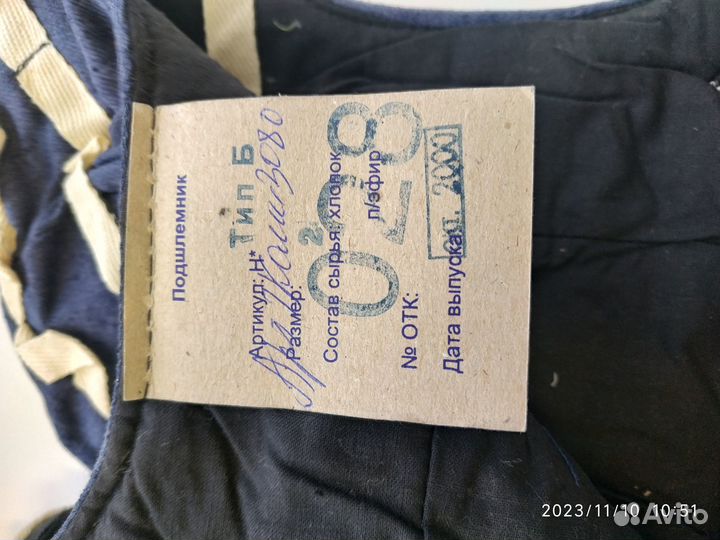 Подшлемник
Тип Б
Артикул: Н*
Размер: 2
Состав сырья: хлопок
п/эфир
028
№ ОТК:
Дата выпуска: 2000
2023/11/10 10:51
Avito